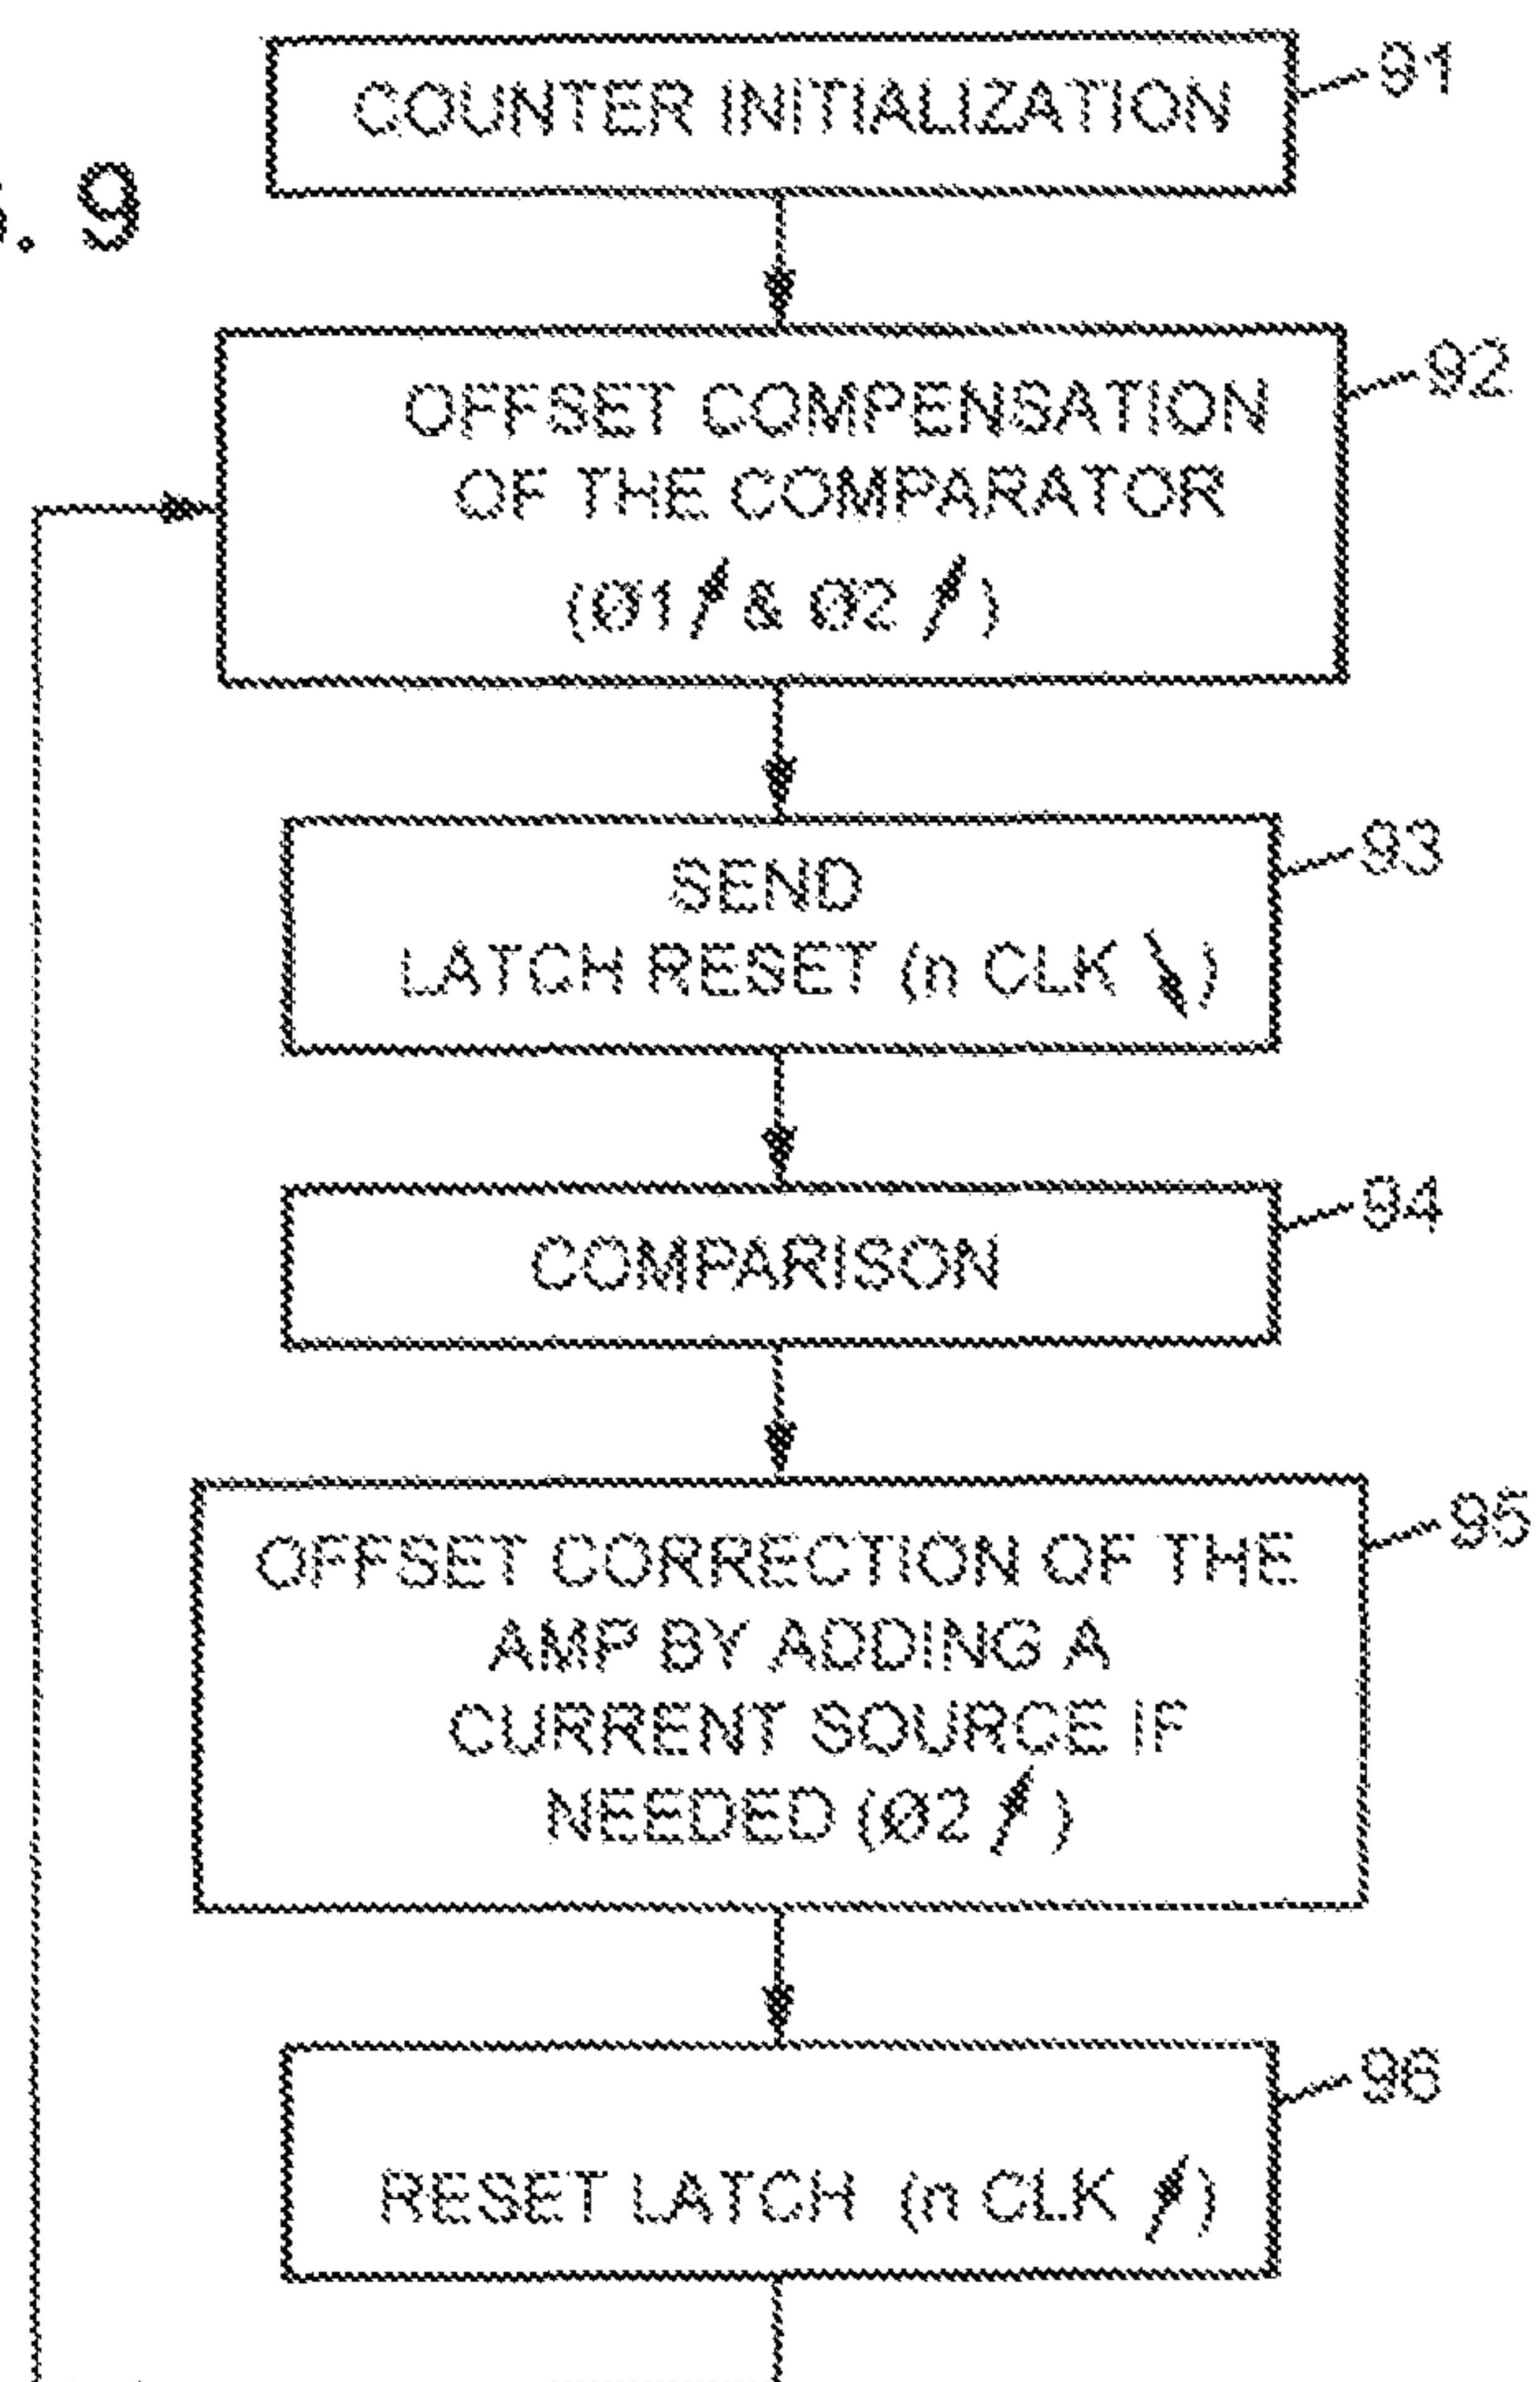 COUNTER INITIALIZATION
91
. 9
OFFSET COMPENSATION
OF THE COMPARATOR
(Ø1 & Ø2 )
92
SEND
LATCH RESET (n CLK )
93
COMPARISON
94
OFFSET CORRECTION OF THE
AMP BY ADDING A
CURRENT SOURCE IF
NEEDED (Ø2 )
95
RESET LATCH (n CLK )
96